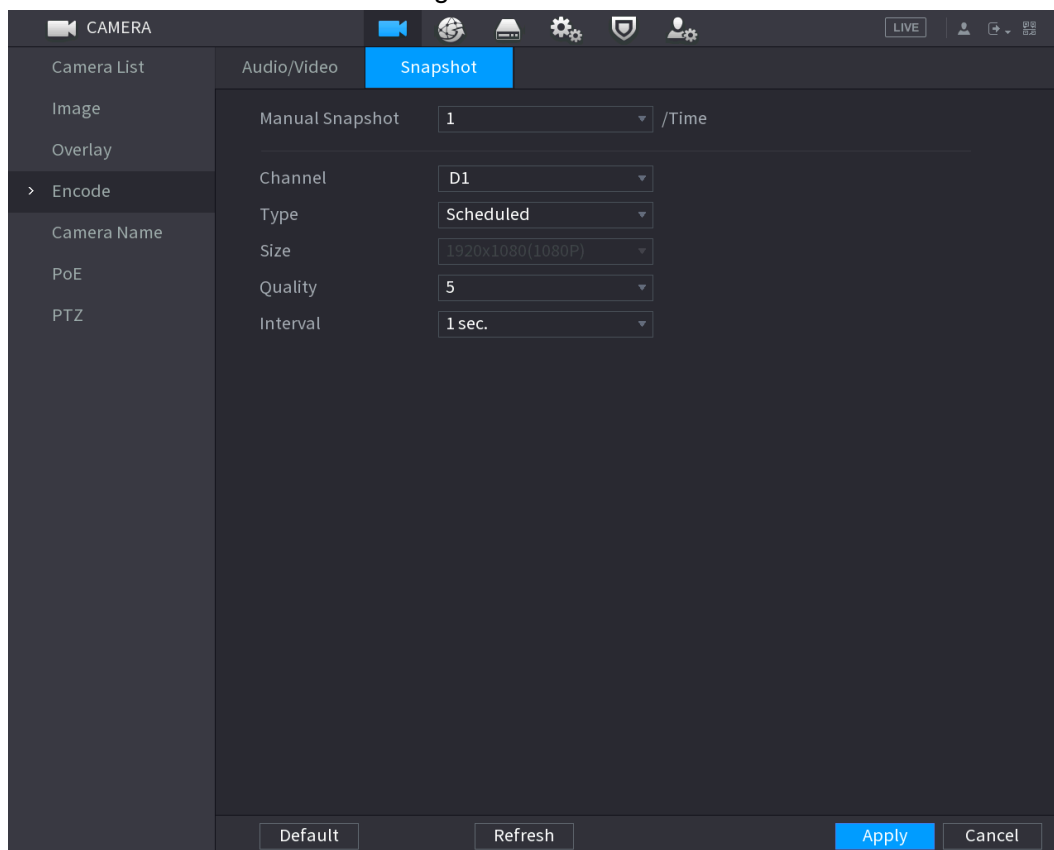 CAMERA
LIVE
Camera List
Image
Overlay
> Encode
Camera Name
PoE
PTZ
Audio/Video Snapshot
Manual Snapshot 1 /Time
Channel D1
Type Scheduled
Size 1920x1080(1080P)
Quality 5
Interval 1 sec.
Default Refresh Apply Cancel